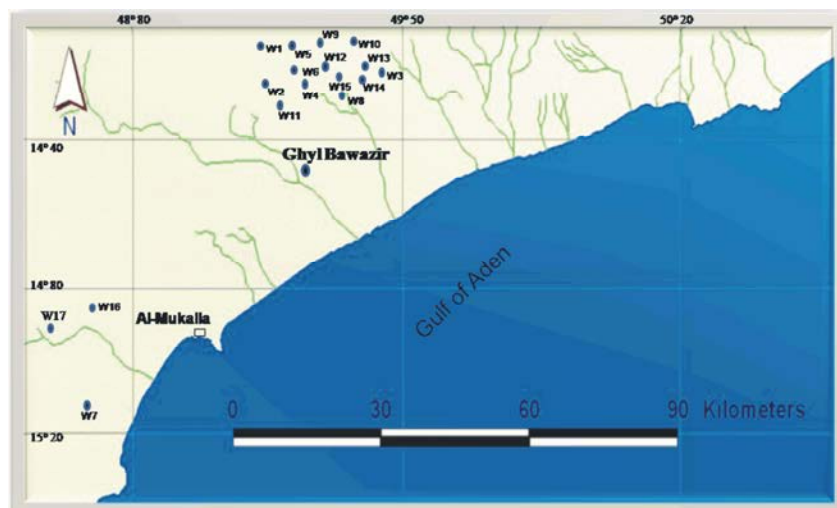 48°80 49°50 50°20
W9
W1 W5 W10
W12 W13
W6 W3
W2 W4 W15 W14
W8
W11
N
14°40
Ghyl Bawazir
14°80
W16
W17
Al-Mukalla
Gulf of Aden
W7
0 30 60 90 Kilometers
15°20